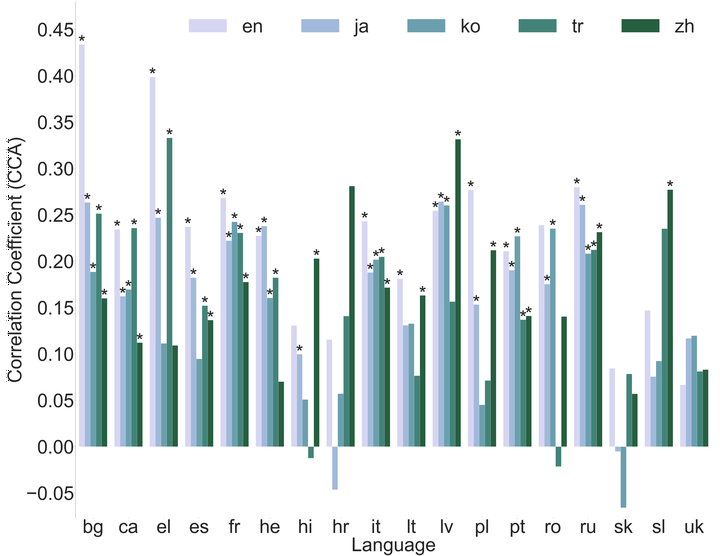 en ja ko tr zh
Correlation Coefficient (CCA)
0.45
0.40
0.35
0.30
0.25
0.20
0.15
0.10
0.05
0.00
−0.05
bg ca el es fr he hi hr it lt lv pl pt ro ru sk sl uk
Language